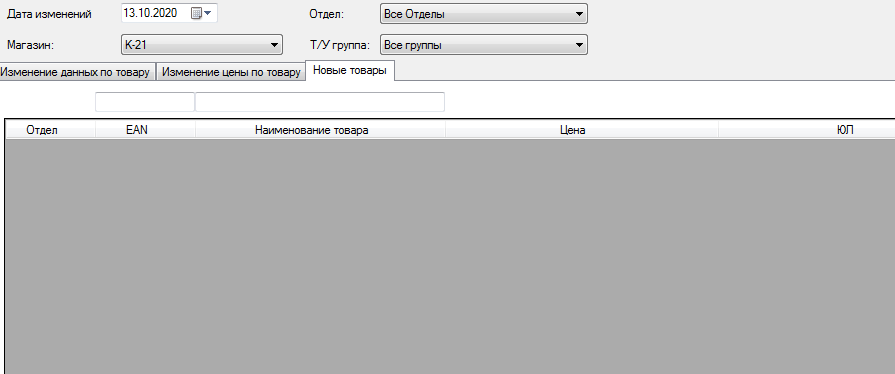 Дата изменений 13.10.2020 Отдел: Все Отделы
Магазин: К-21 Т/У группа: Все группы
Изменение данных по товару Изменение цены по товару Новые товары
Отдел EAN Наименование товара Цена ЮЛ